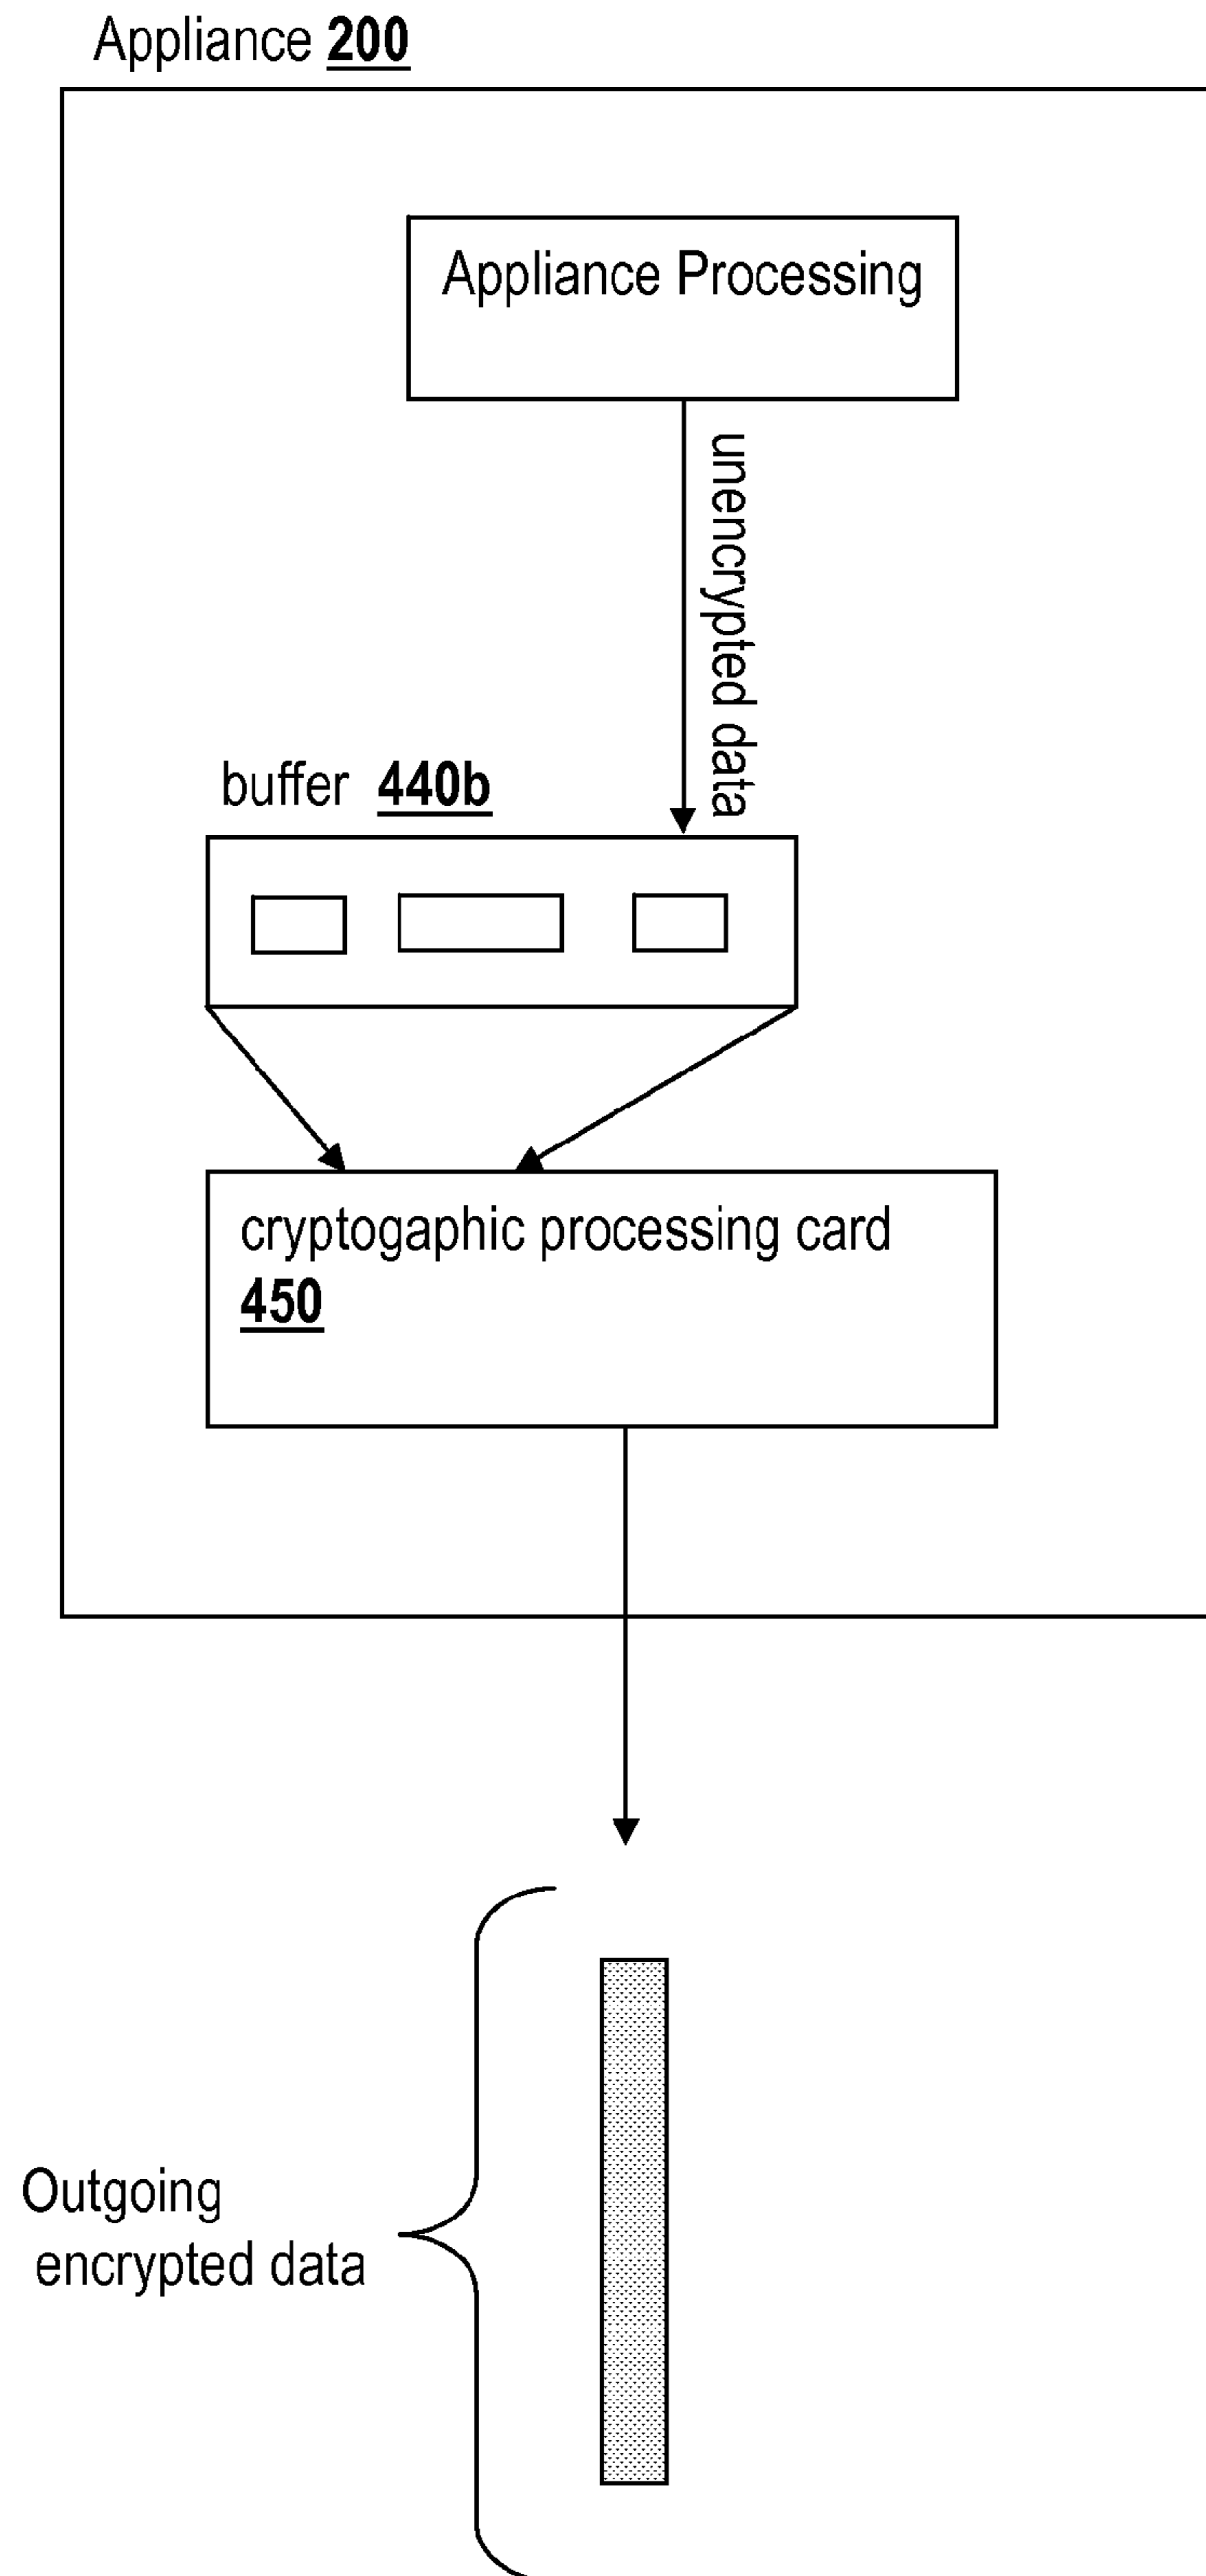 Appliance 200
Appliance Processing
unencrypted data
buffer 440b
cryptogaphic processing card
450
Outgoing
encrypted data